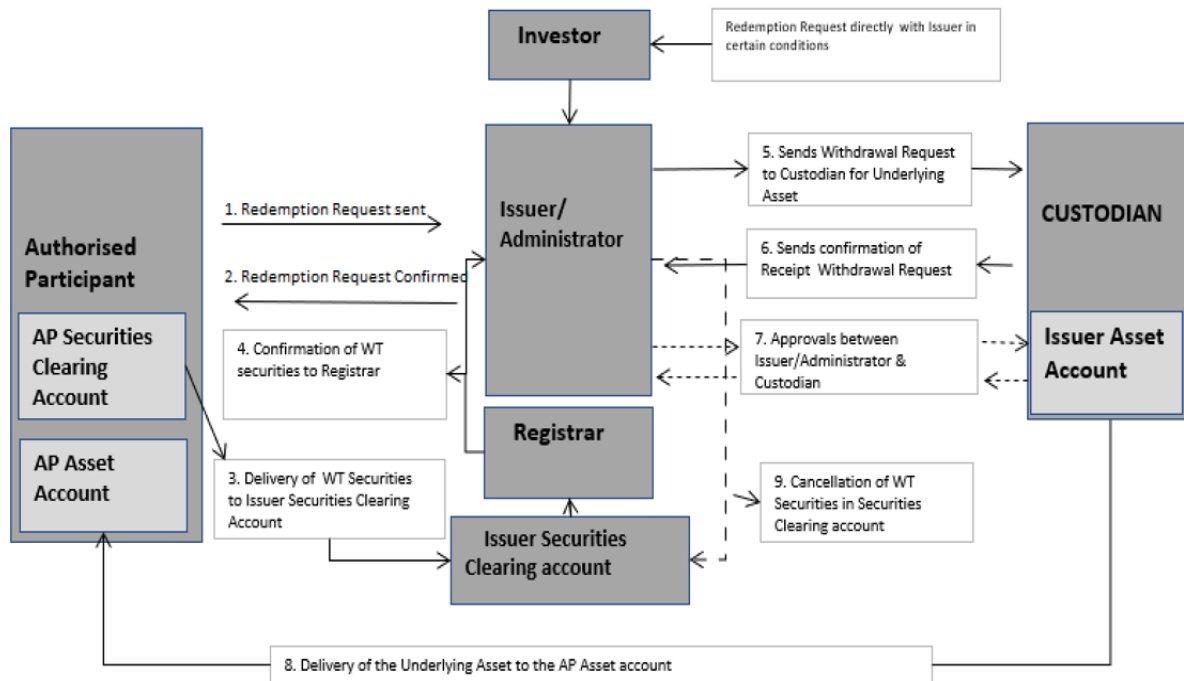 Investor
Redemption Request directly with Issuer in
certain conditions
Authorised
Participant
AP Securities
Clearing
Account
AP Asset
Account
1. Redemption Request sent
2. Redemption Request Confirmed
4. Confirmation of WT
securities to Registrar
3. Delivery of WT Securities
to Issuer Securities Clearing
Account
Issuer/
Administrator
Registrar
Issuer Securities
Clearing account
5. Sends Withdrawal Request
to Custodian for Underlying
Asset
6. Sends confirmation of
Receipt Withdrawal Request
7. Approvals between
Issuer/Administrator &
Custodian
9. Cancellation of WT
Securities in Securities
Clearing account
CUSTODIAN
Issuer Asset
Account
8. Delivery of the Underlying Asset to the AP Asset account